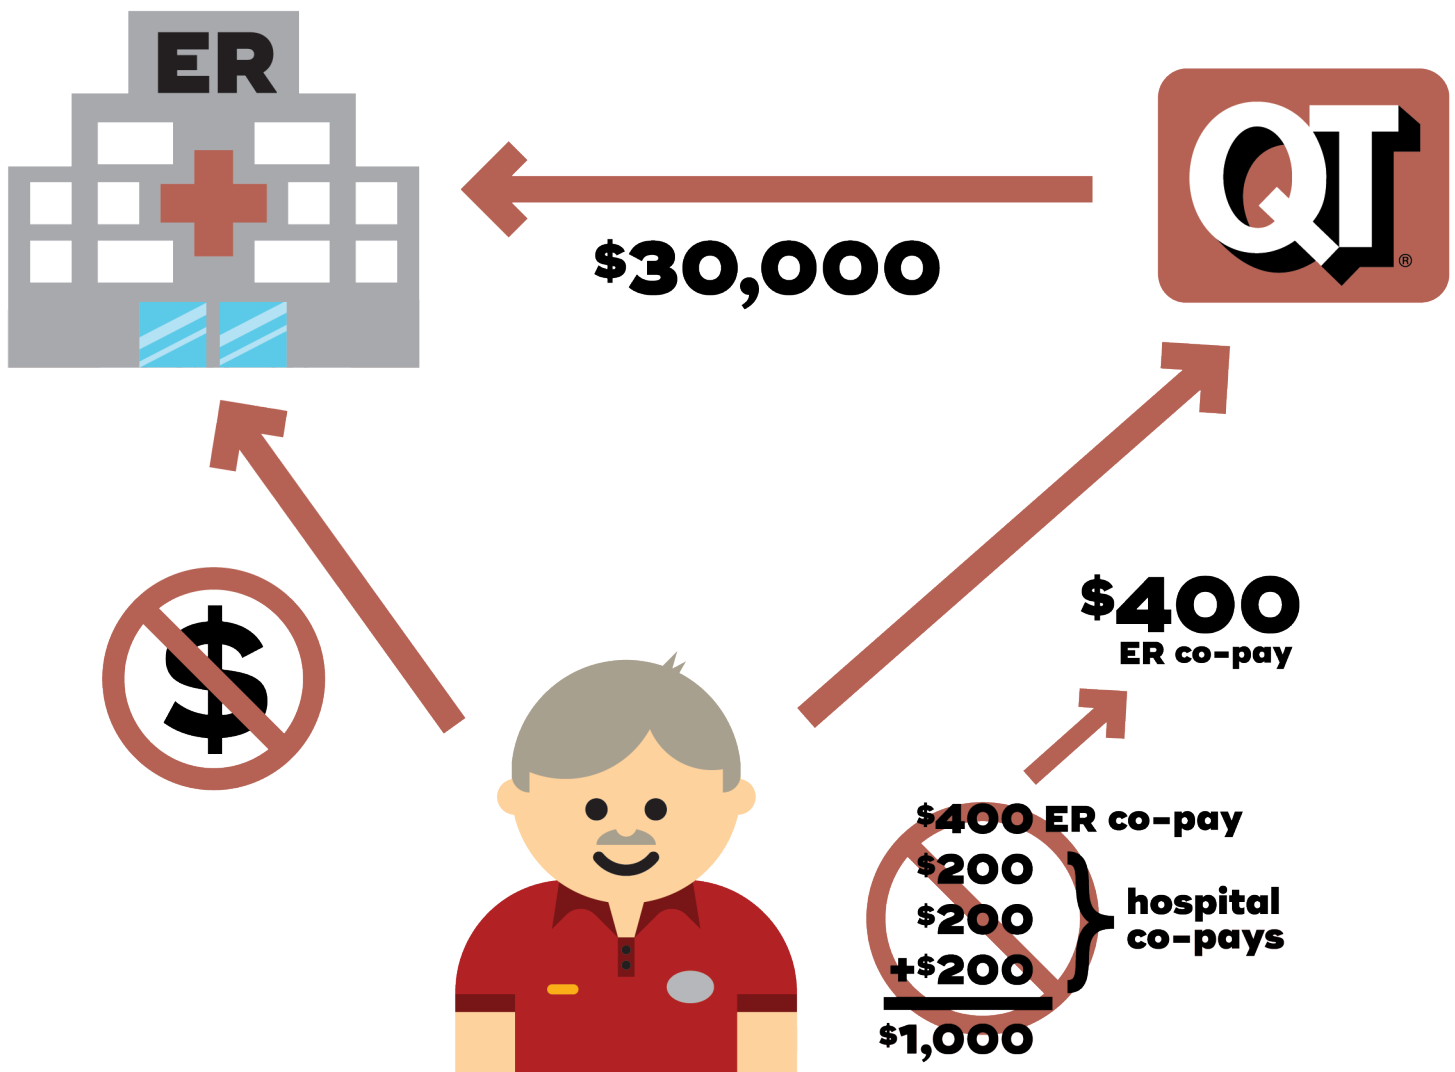 ER
QT
®
$30,000
$
$400
ER co-pay
$400 ER co-pay
$200
$200
+$200
hospital
co-pays
$1,000